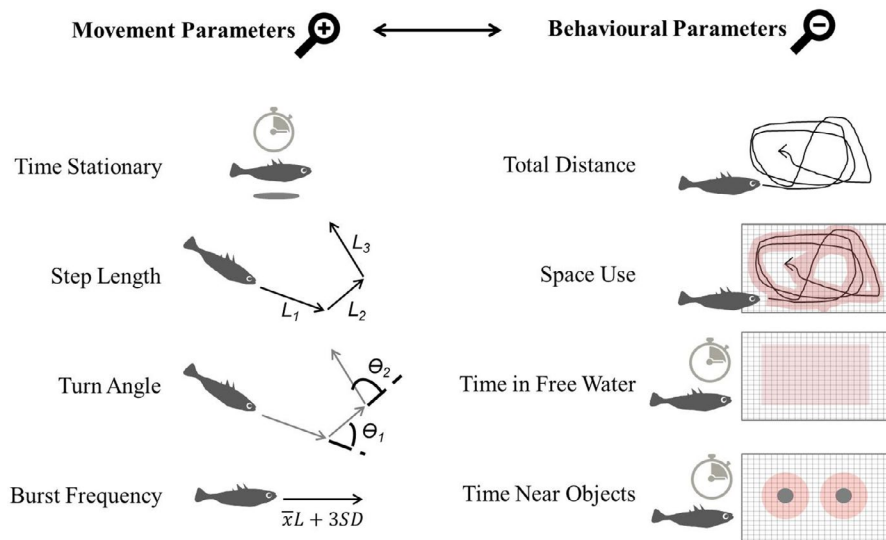 Movement Parameters
Behavioural Parameters
Time Stationary
Total Distance
Step Length
L1
L2
L3
Space Use
Turn Angle
Θ1
Θ2
Time in Free Water
Burst Frequency
x̅L + 3SD
Time Near Objects